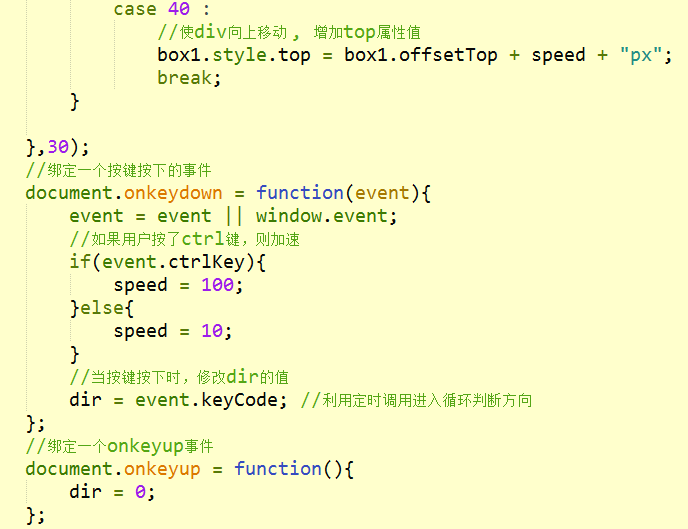 case 40 :
//使div向上移动 , 增加top属性值
box1.style.top = box1.offsetTop + speed + "px";
break;
}
},30);
//绑定一个按键按下的事件
document.onkeydown = function(event){
event = event || window.event;
//如果用户按了ctrl键，则加速
if(event.ctrlKey){
speed = 100;
}else{
speed = 10;
}
//当按键按下时，修改dir的值
dir = event.keyCode; //利用定时调用进入循环判断方向
};
//绑定一个onkeyup事件
document.onkeyup = function(){
dir = 0;
};